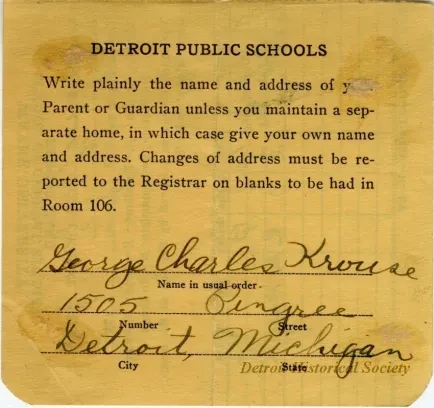 DETROIT PUBLIC SCHOOLS
Write plainly the name and address of
Parent or Guardian unless you maintain a sep-
arate home, in which case give your own name
and address. Changes of address must be re-
ported to the Registrar on blanks to be had in
Room 106.
George Charles Krouse
Name in usual order.
1505 Pingree
Number Street
Detroit, Michigan
City State
Detroit Historical Society